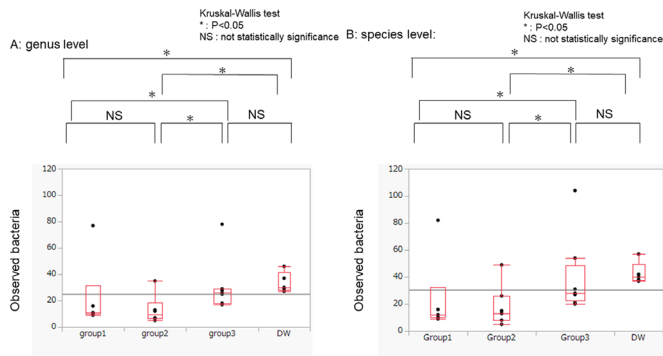 Kruskal-Wallis test
* : P<0.05
NS : not statistically significance
A: genus level
*
*
*
NS
*
NS
Observed bacteria
120
100
80
60
40
20
0
group1 group2 group3 DW
Kruskal-Wallis test
* : P<0.05
NS : not statistically significance
B: species level:
*
*
*
NS
*
NS
Observed bacteria
120
100
80
60
40
20
0
Group1 Group2 Group3 DW